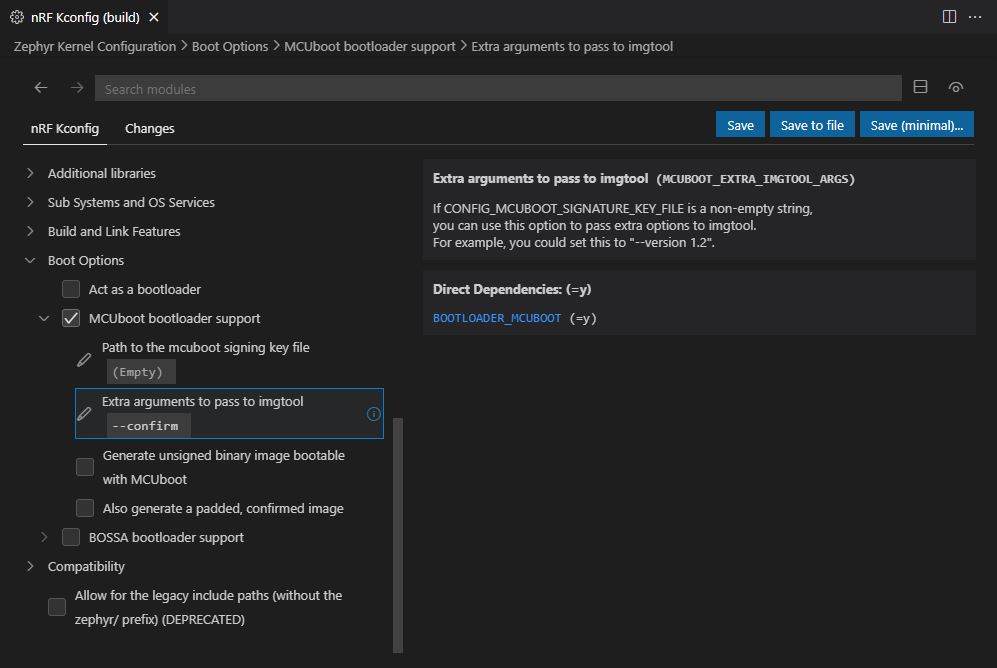 nRF Kconfig (build)
Zephyr Kernel Configuration > Boot Options > MCUboot bootloader support > Extra arguments to pass to imgtool
Search modules
nRF Kconfig
Changes
Save
Save to file
Save (minimal)...
Additional libraries
Sub Systems and OS Services
Build and Link Features
Boot Options
Act as a bootloader
MCUboot bootloader support
Path to the mcuboot signing key file
(Empty)
Extra arguments to pass to imgtool
--confirm
Generate unsigned binary image bootable
with MCUboot
Also generate a padded, confirmed image
BOSSA bootloader support
Compatibility
Allow for the legacy include paths (without the
zephyr/ prefix) (DEPRECATED)
Extra arguments to pass to imgtool (MCUBOOT_EXTRA_IMGTOOL_ARGS)
If CONFIG_MCUBOOT_SIGNATURE_KEY_FILE is a non-empty string,
you can use this option to pass extra options to imgtool.
For example, you could set this to "--version 1.2".
Direct Dependencies: (=y)
BOOTLOADER_MCUBOOT (=y)